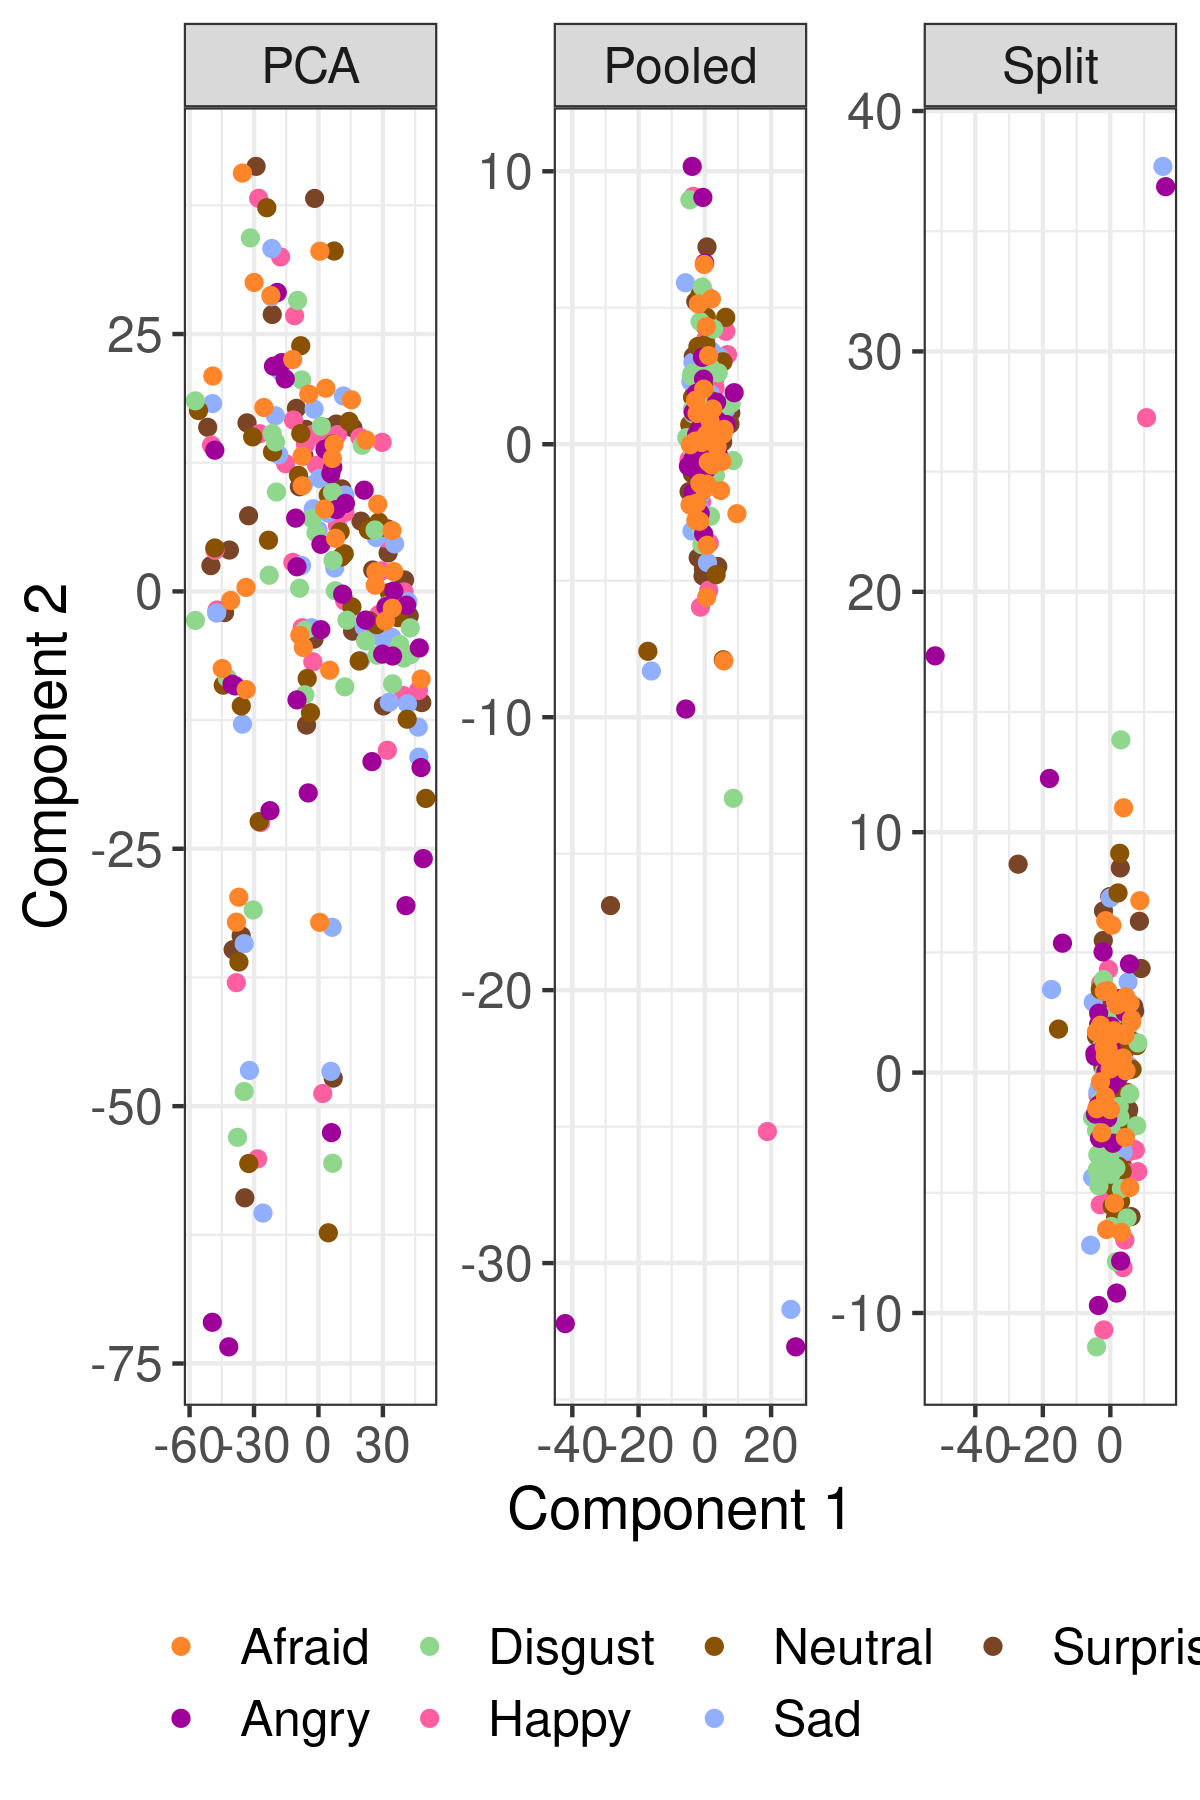 PCA
Pooled
Split
Component 2
25
0
-25
-50
-75
10
0
-10
-20
-30
40
30
20
10
0
-10
-60 -30 0 30
-40 -20 0 20
-40 -20 0
Component 1
Afraid Disgust Neutral Surpris
Angry Happy Sad